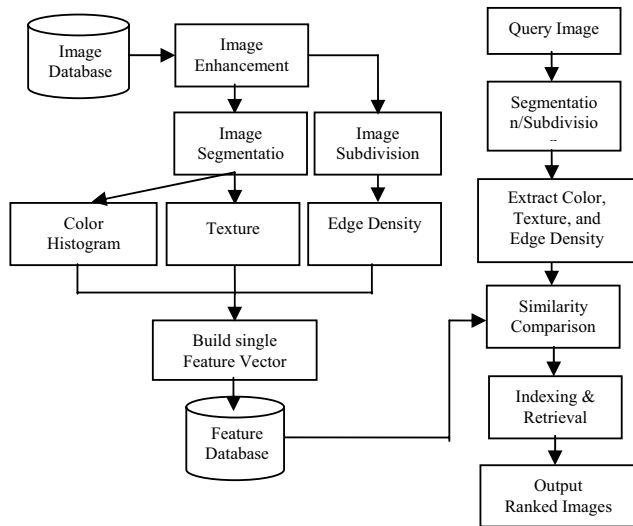 Image
Database
Image
Enhancement
Image
Segmentatio
Image
Subdivision
Color
Histogram
Texture
Edge Density
Build single
Feature Vector
Feature
Database
Query Image
Segmentatio
n/Subdivisio
Extract Color,
Texture, and
Edge Density
Similarity
Comparison
Indexing &
Retrieval
Output
Ranked Images